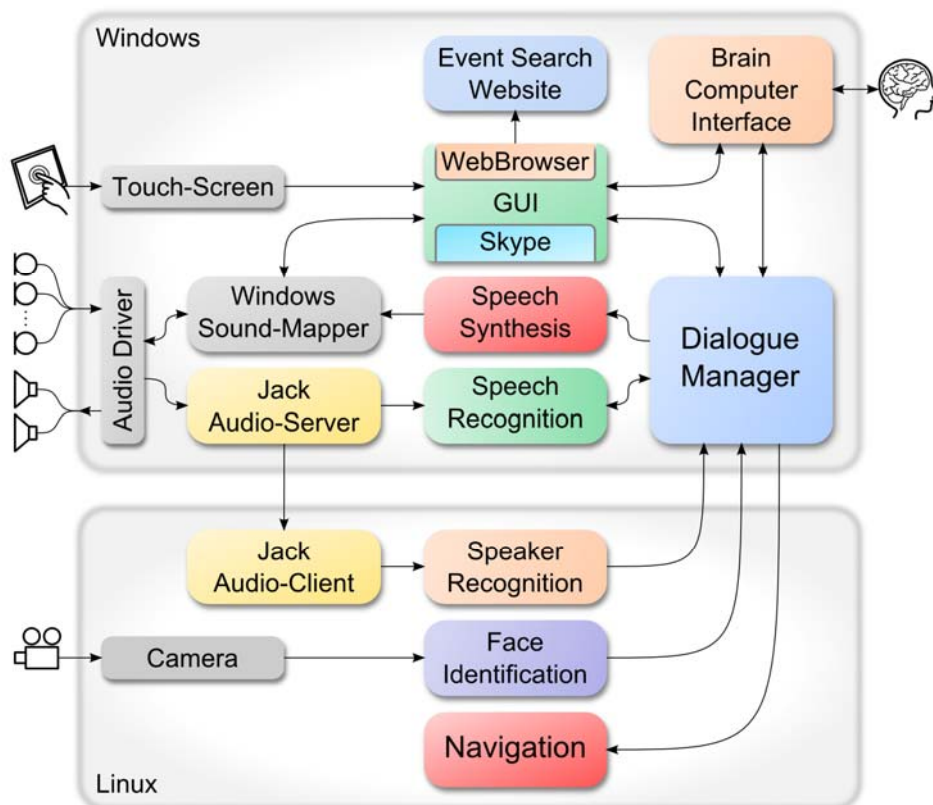 Windows
Event Search
Website
Brain
Computer
Interface
WebBrowser
Touch-Screen
GUI
Skype
Windows
Sound-Mapper
Speech
Synthesis
Dialogue
Manager
Audio Driver
Jack
Audio-Server
Speech
Recognition
Jack
Audio-Client
Speaker
Recognition
Camera
Face
Identification
Navigation
Linux